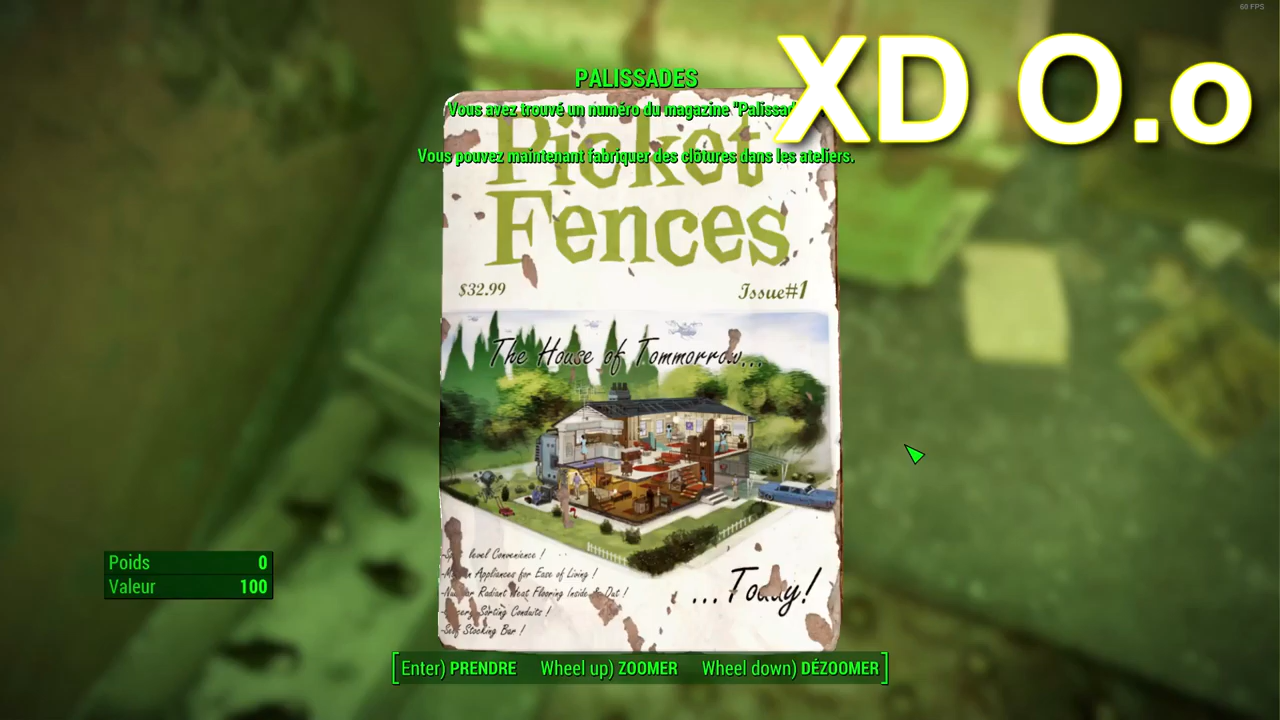 68 FPS
XD O.o
PALISSADES
Vous avez trouvé un numéro du magazine "Palissad
Vous pouvez maintenant fabriquer des clôtures dans les ateliers.
Picket
Fences
$32.99
Issue#1
The House of Tommorrow...
level Convenience !
Appliances for Ease of Living !
Radiant Heat Flooring Inside & Out !
Sorting Conduits !
Self Stocking Bar !
...Today!
Poids 0
Valeur 100
Enter) PRENDRE Wheel up) ZOOMER Wheel down) DÉZOOMER